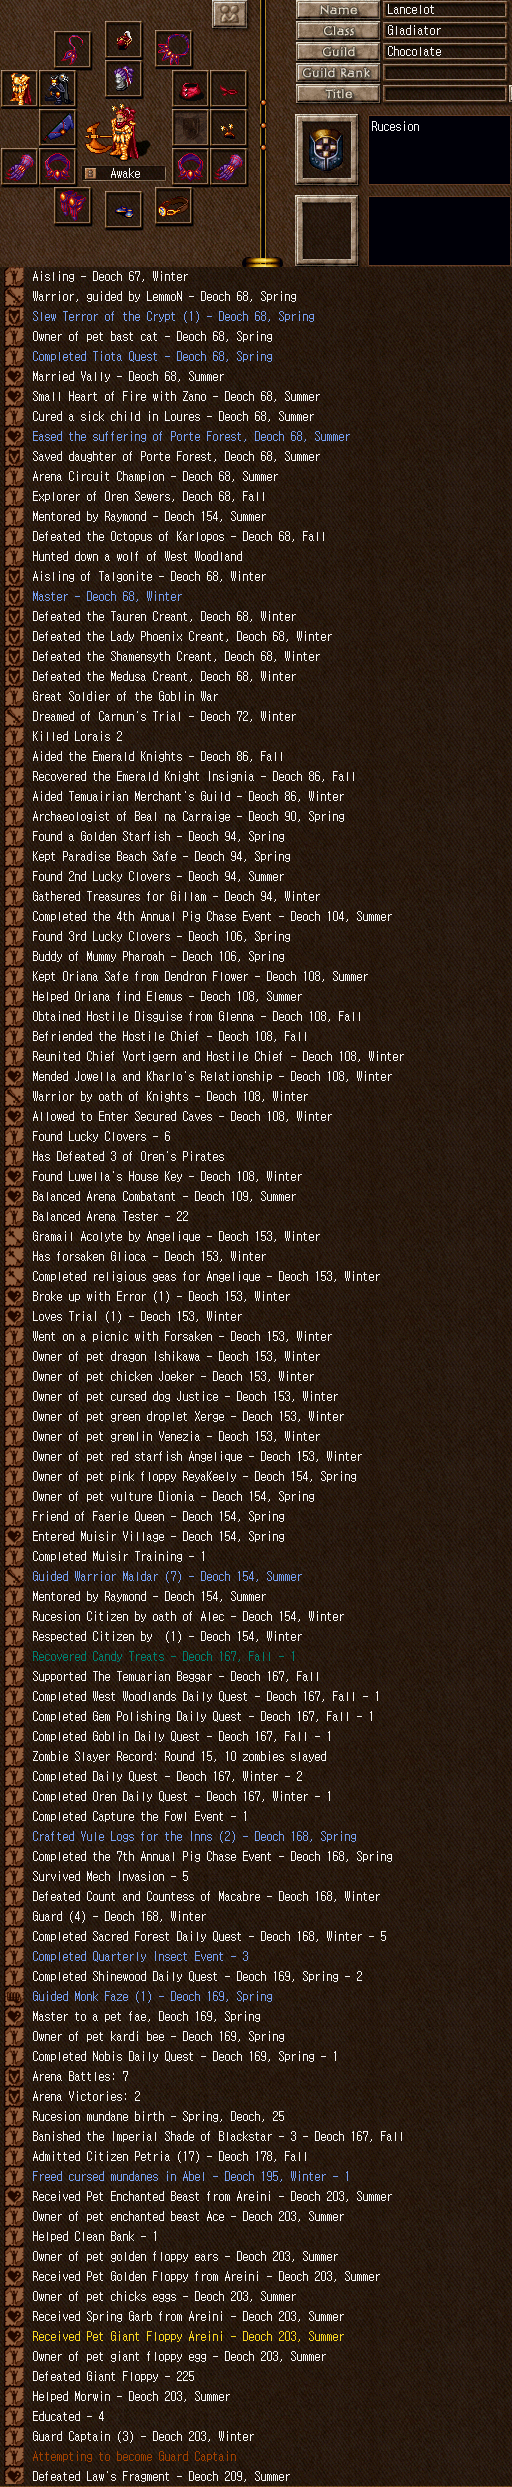 Name
Lancelot
Class
Gladiator
Guild
Chocolate
Guild Rank
Title
Rucesion
Awake
Aisling - Deoch 67, Winter
Warrior, guided by LemmoN - Deoch 68, Spring
Slew Terror of the Crypt (1) - Deoch 68, Spring
Owner of pet bast cat - Deoch 68, Spring
Completed Tiota Quest - Deoch 68, Spring
Married Vally - Deoch 68, Summer
Small Heart of Fire with Zano - Deoch 68, Summer
Cured a sick child in Loures - Deoch 68, Summer
Eased the suffering of Porte Forest, Deoch 68, Summer
Saved daughter of Porte Forest, Deoch 68, Summer
Arena Circuit Champion - Deoch 68, Summer
Explorer of Oren Sewers, Deoch 68, Fall
Mentored by Raymond - Deoch 154, Summer
Defeated the Octopus of Karlopos - Deoch 68, Fall
Hunted down a wolf of West Woodland
Aisling of Talgonite - Deoch 68, Winter
Master - Deoch 68, Winter
Defeated the Tauren Creant, Deoch 68, Winter
Defeated the Lady Phoenix Creant, Deoch 68, Winter
Defeated the Shamensyth Creant, Deoch 68, Winter
Defeated the Medusa Creant, Deoch 68, Winter
Great Soldier of the Goblin War
Dreamed of Carnun's Trial - Deoch 72, Winter
Killed Lorais 2
Aided the Emerald Knights - Deoch 86, Fall
Recovered the Emerald Knight Insignia - Deoch 86, Fall
Aided Temuairian Merchant's Guild - Deoch 86, Winter
Archaeologist of Beal na Carraige - Deoch 90, Spring
Found a Golden Starfish - Deoch 94, Spring
Kept Paradise Beach Safe - Deoch 94, Spring
Found 2nd Lucky Clovers - Deoch 94, Summer
Gathered Treasures for Gillam - Deoch 94, Winter
Completed the 4th Annual Pig Chase Event - Deoch 104, Summer
Found 3rd Lucky Clovers - Deoch 106, Spring
Buddy of Mummy Pharoah - Deoch 106, Spring
Kept Oriana Safe from Dendron Flower - Deoch 108, Summer
Helped Oriana find Elemus - Deoch 108, Summer
Obtained Hostile Disguise from Glenna - Deoch 108, Fall
Befriended the Hostile Chief - Deoch 108, Fall
Reunited Chief Vortigern and Hostile Chief - Deoch 108, Winter
Mended Jowella and Kharlo's Relationship - Deoch 108, Winter
Warrior by oath of Knights - Deoch 108, Winter
Allowed to Enter Secured Caves - Deoch 108, Winter
Found Lucky Clovers - 6
Has Defeated 3 of Oren's Pirates
Found Luwella's House Key - Deoch 108, Winter
Balanced Arena Combatant - Deoch 109, Summer
Balanced Arena Tester - 22
Gramail Acolyte by Angelique - Deoch 153, Winter
Has forsaken Glioca - Deoch 153, Winter
Completed religious geas for Angelique - Deoch 153, Winter
Broke up with Error (1) - Deoch 153, Winter
Loves Trial (1) - Deoch 153, Winter
Went on a picnic with Forsaken - Deoch 153, Winter
Owner of pet dragon Ishikawa - Deoch 153, Winter
Owner of pet chicken Joeker - Deoch 153, Winter
Owner of pet cursed dog Justice - Deoch 153, Winter
Owner of pet green droplet Xerge - Deoch 153, Winter
Owner of pet gremlin Venezia - Deoch 153, Winter
Owner of pet red starfish Angelique - Deoch 153, Winter
Owner of pet pink floppy ReyaKeely - Deoch 154, Spring
Owner of pet vulture Dionia - Deoch 154, Spring
Friend of Faerie Queen - Deoch 154, Spring
Entered Muisir Village - Deoch 154, Spring
Completed Muisir Training - 1
Guided Warrior Maldar (7) - Deoch 154, Summer
Mentored by Raymond - Deoch 154, Summer
Rucesion Citizen by oath of Alec - Deoch 154, Winter
Respected Citizen by  (1) - Deoch 154, Winter
Recovered Candy Treats - Deoch 167, Fall - 1
Supported The Temuarian Beggar - Deoch 167, Fall
Completed West Woodlands Daily Quest - Deoch 167, Fall - 1
Completed Gem Polishing Daily Quest - Deoch 167, Fall - 1
Completed Goblin Daily Quest - Deoch 167, Fall - 1
Zombie Slayer Record: Round 15, 10 zombies slayed
Completed Daily Quest - Deoch 167, Winter - 2
Completed Oren Daily Quest - Deoch 167, Winter - 1
Completed Capture the Fowl Event - 1
Crafted Yule Logs for the Inns (2) - Deoch 168, Spring
Completed the 7th Annual Pig Chase Event - Deoch 168, Spring
Survived Mech Invasion - 5
Defeated Count and Countess of Macabre - Deoch 168, Winter
Guard (4) - Deoch 168, Winter
Completed Sacred Forest Daily Quest - Deoch 168, Winter - 5
Completed Quarterly Insect Event - 3
Completed Shinewood Daily Quest - Deoch 169, Spring - 2
Guided Monk Faze (1) - Deoch 169, Spring
Master to a pet fae, Deoch 169, Spring
Owner of pet kardi bee - Deoch 169, Spring
Completed Nobis Daily Quest - Deoch 169, Spring - 1
Arena Battles: 7
Arena Victories: 2
Rucesion mundane birth - Spring, Deoch, 25
Banished the Imperial Shade of Blackstar - 3 - Deoch 167, Fall
Admitted Citizen Petria (17) - Deoch 178, Fall
Freed cursed mundanes in Abel - Deoch 195, Winter - 1
Received Pet Enchanted Beast from Areini - Deoch 203, Summer
Owner of pet enchanted beast Ace - Deoch 203, Summer
Helped Clean Bank - 1
Owner of pet golden floppy ears - Deoch 203, Summer
Received Pet Golden Floppy from Areini - Deoch 203, Summer
Owner of pet chicks eggs - Deoch 203, Summer
Received Spring Garb from Areini - Deoch 203, Summer
Received Pet Giant Floppy Areini - Deoch 203, Summer
Owner of pet giant floppy egg - Deoch 203, Summer
Defeated Giant Floppy - 225
Helped Morwin - Deoch 203, Summer
Educated - 4
Guard Captain (3) - Deoch 203, Winter
Attempting to become Guard Captain
Defeated Law's Fragment - Deoch 209, Summer